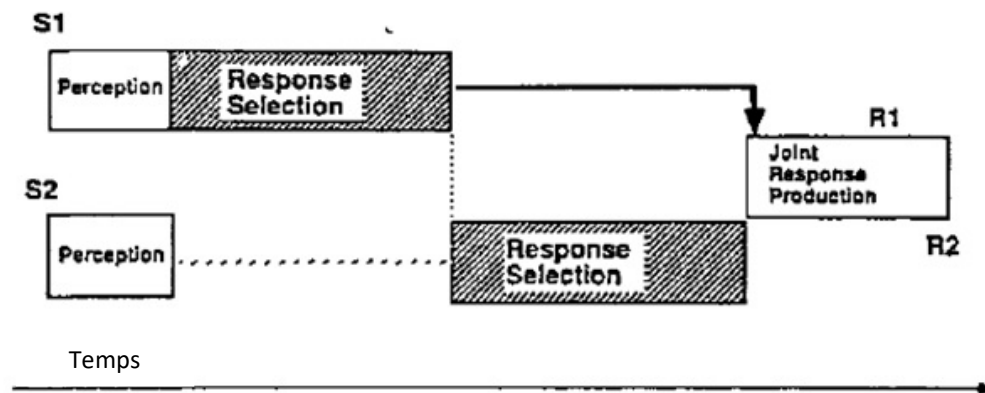 S1
Perception
Response
Selection
R1
Joint
Response
Production
S2
Perception
Response
Selection
R2
Temps